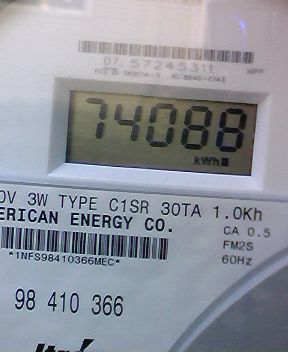 07. 57245311
74088
kWh
0V 3W TYPE C1SR 30TA 1.0Kh
ERICAN ENERGY CO. CA 0.5
FM2S
*1NFS98410366MEC* 60Hz
98 410 366